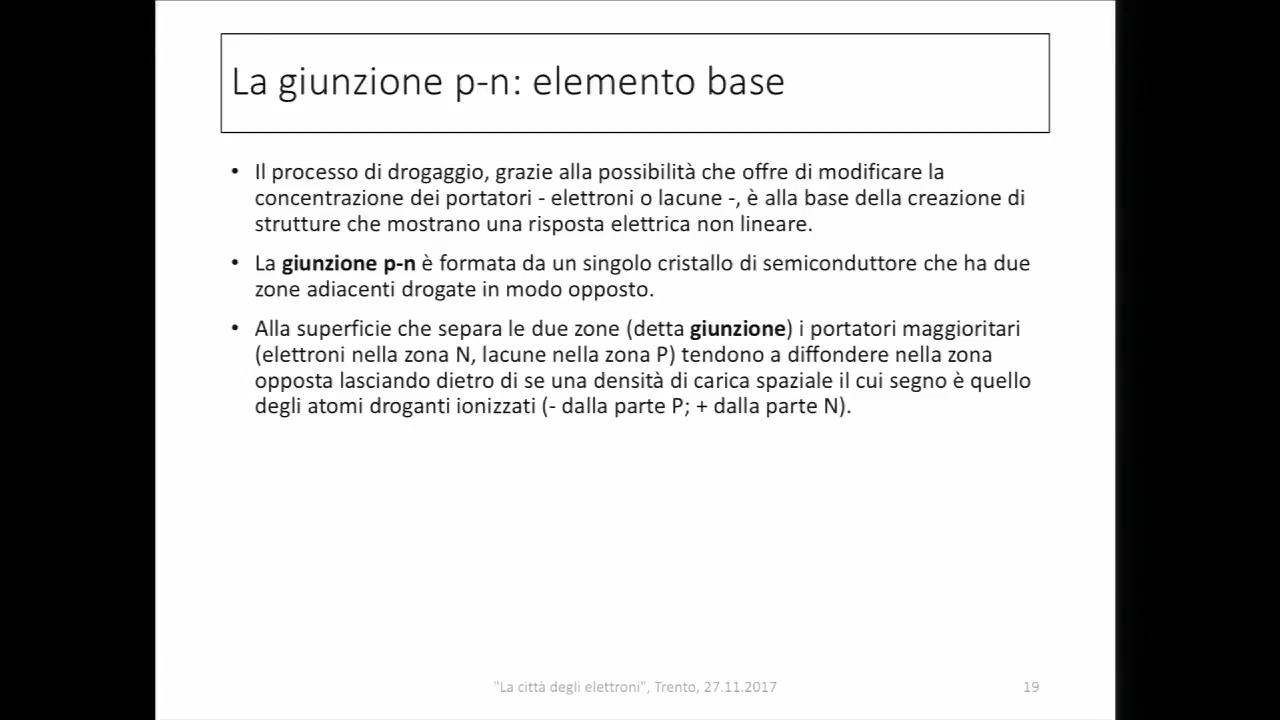 La giunzione p-n: elemento base
• Il processo di drogaggio, grazie alla possibilità che offre di modificare la
concentrazione dei portatori - elettroni o lacune -, è alla base della creazione di
strutture che mostrano una risposta elettrica non lineare.
• La giunzione p-n è formata da un singolo cristallo di semiconduttore che ha due
zone adiacenti drogate in modo opposto.
• Alla superficie che separa le due zone (detta giunzione) i portatori maggioritari
(elettroni nella zona N, lacune nella zona P) tendono a diffondere nella zona
opposta lasciando dietro di se una densità di carica spaziale il cui segno è quello
degli atomi droganti ionizzati (- dalla parte P; + dalla parte N).
"La città degli elettroni", Trento, 27.11.2017
19